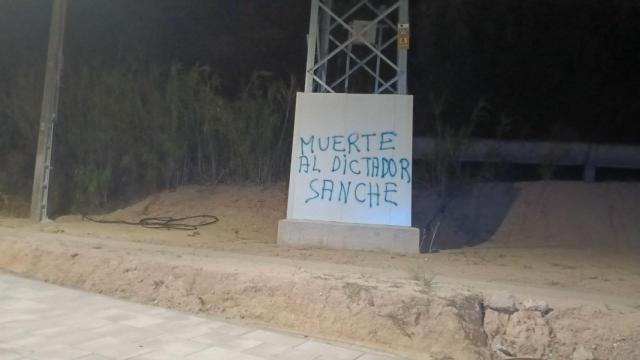 MUERTE
AL DICTADOR
SANCHE